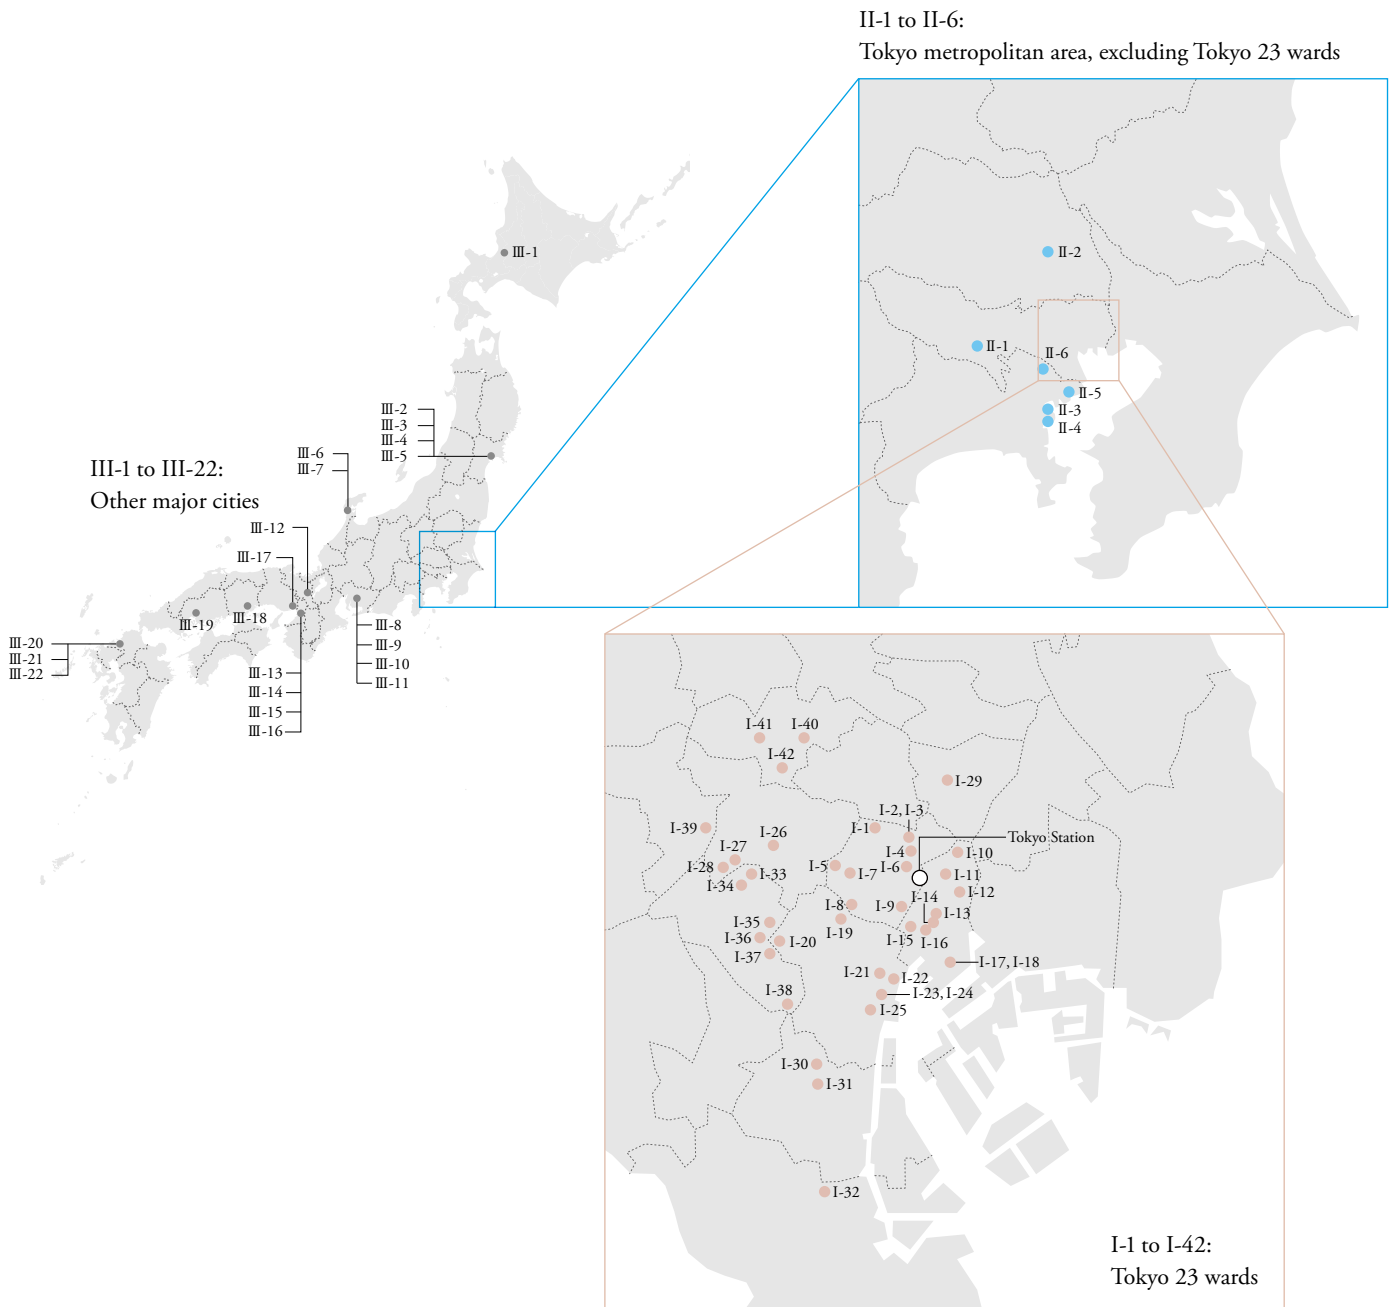 II-1 to II-6:
Tokyo metropolitan area, excluding Tokyo 23 wards
II-2
II-1
II-6
II-5
II-3
II-4
III-1
III-2
III-3
III-4
III-5
III-6
III-7
III-1 to III-22:
Other major cities
III-12
III-17
III-19
III-18
III-20
III-21
III-22
III-8
III-9
III-10
III-11
III-13
III-14
III-15
III-16
I-41
I-40
I-42
I-29
I-2, I-3
I-39
I-1
Tokyo Station
I-26
I-27
I-4
I-10
I-28
I-5
I-6
I-33
I-7
I-11
I-34
I-12
I-14
I-8
I-9
I-13
I-35
I-19
I-36
I-20
I-15
I-16
I-37
I-17, I-18
I-21
I-22
I-38
I-23, I-24
I-25
I-30
I-31
I-32
I-1 to I-42:
Tokyo 23 wards